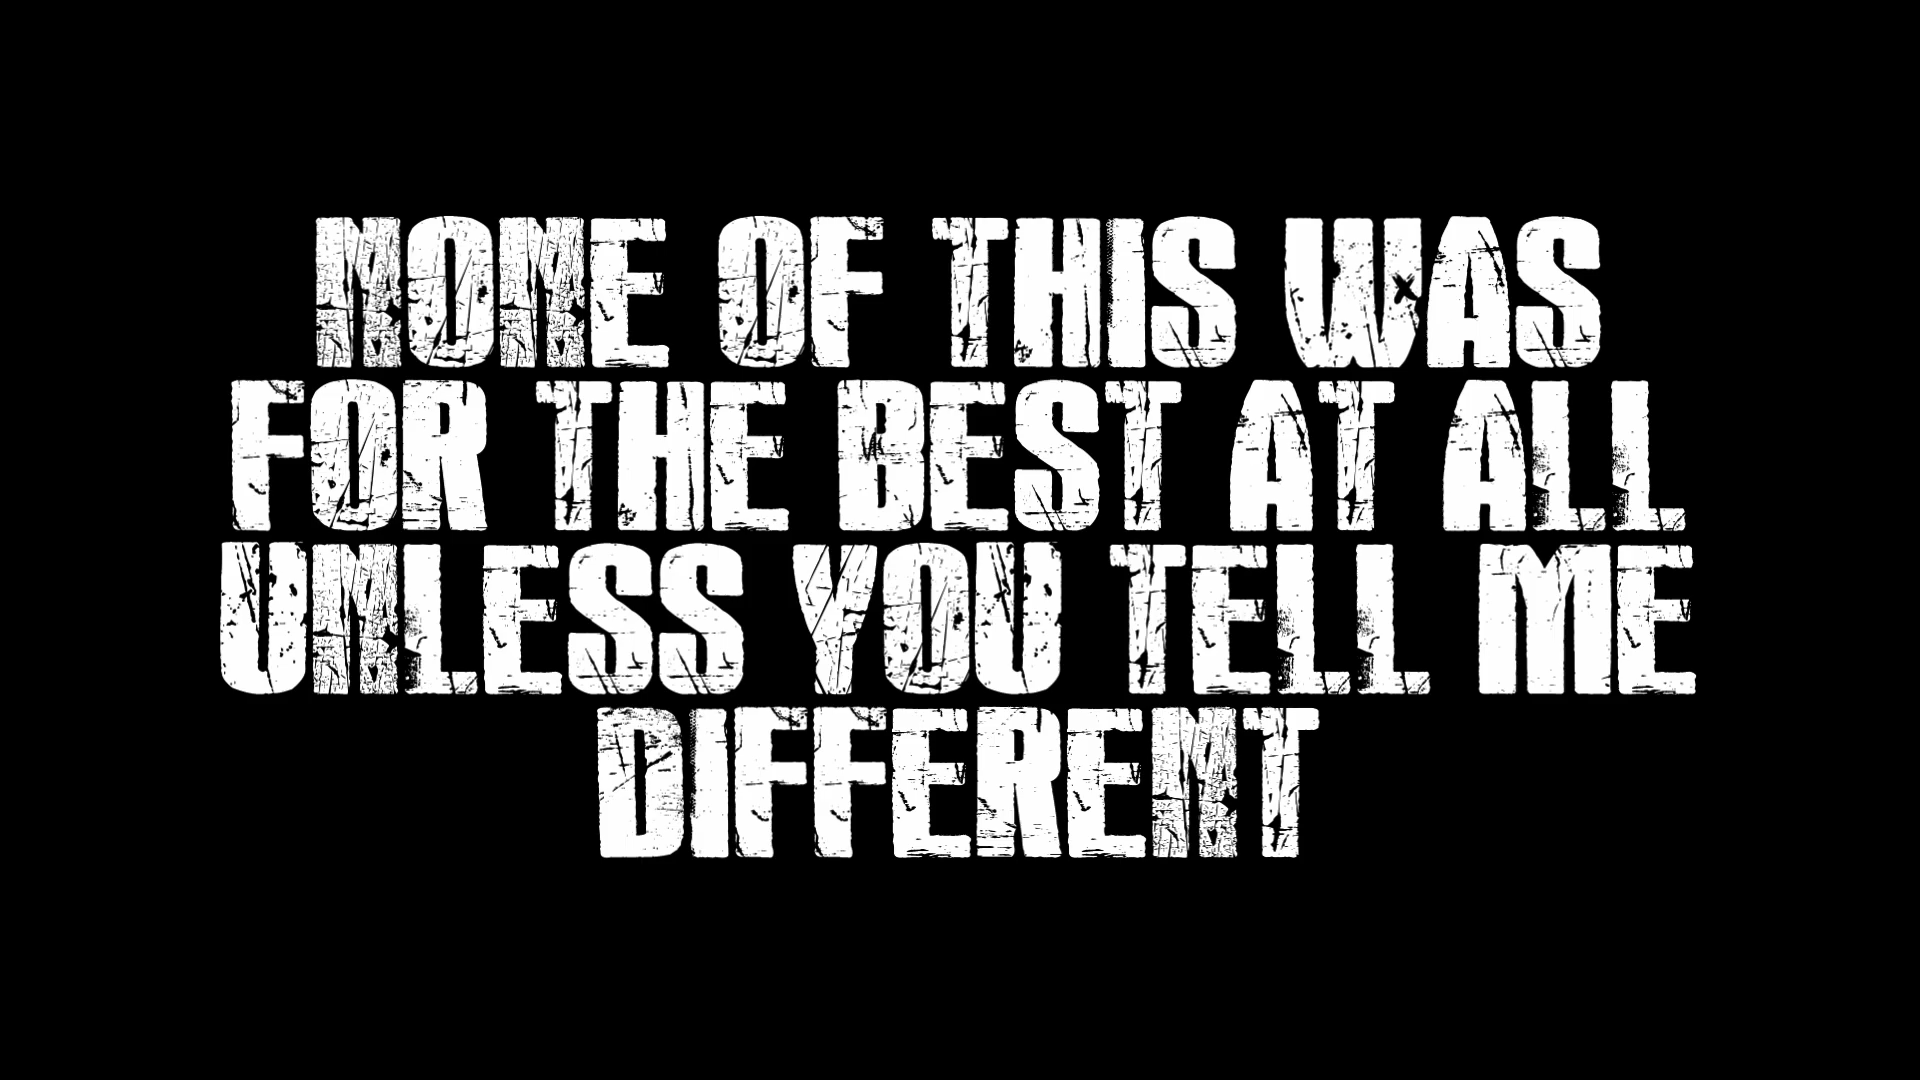 NONE OF THIS WAS
FOR THE BEST AT ALL
UNLESS YOU TELL ME
DIFFERENT